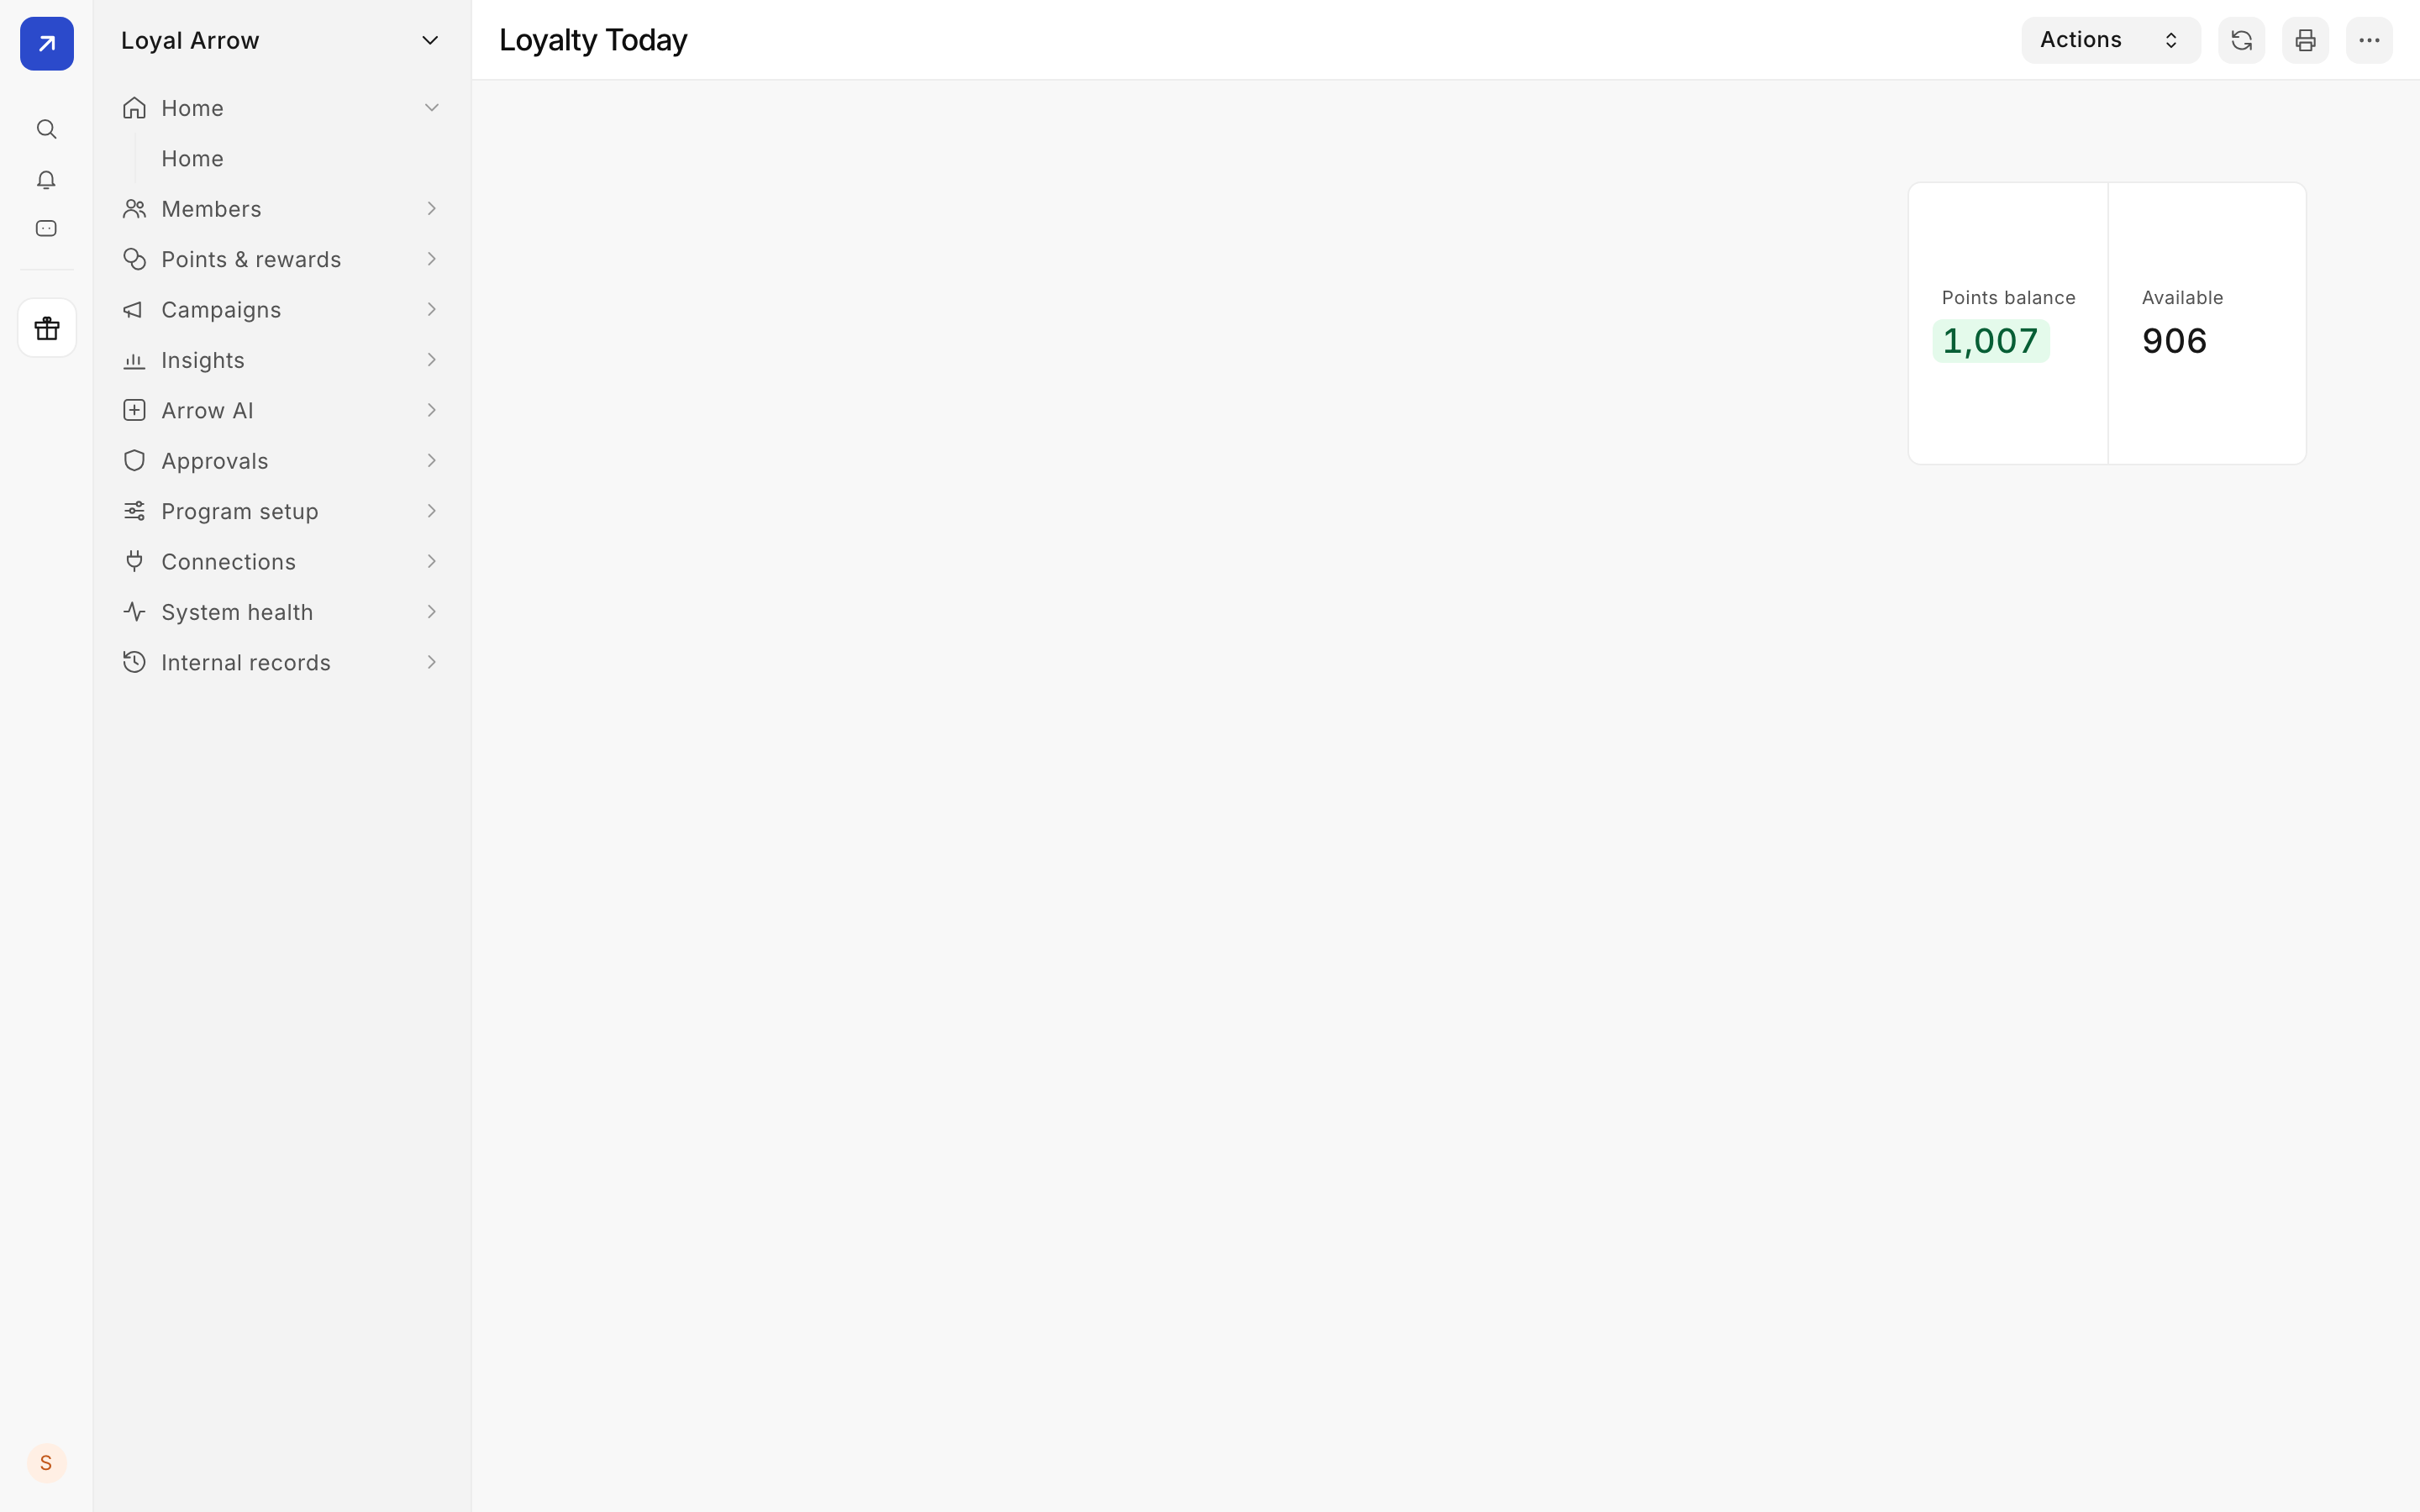 Loyal Arrow
Home
Home
Members
Points & rewards
Campaigns
Insights
Arrow AI
Approvals
Program setup
Connections
System health
Internal records
S
Loyalty Today
Actions
Points balance
1,007
Available
906